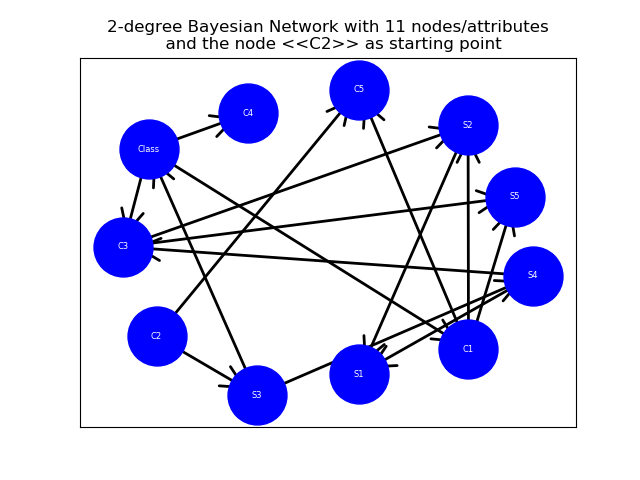 2-degree Bayesian Network with 11 nodes/attributes
and the node <<C2>> as starting point
C5
C4
S2
Class
S5
C3
S4
C2
C1
S1
S3